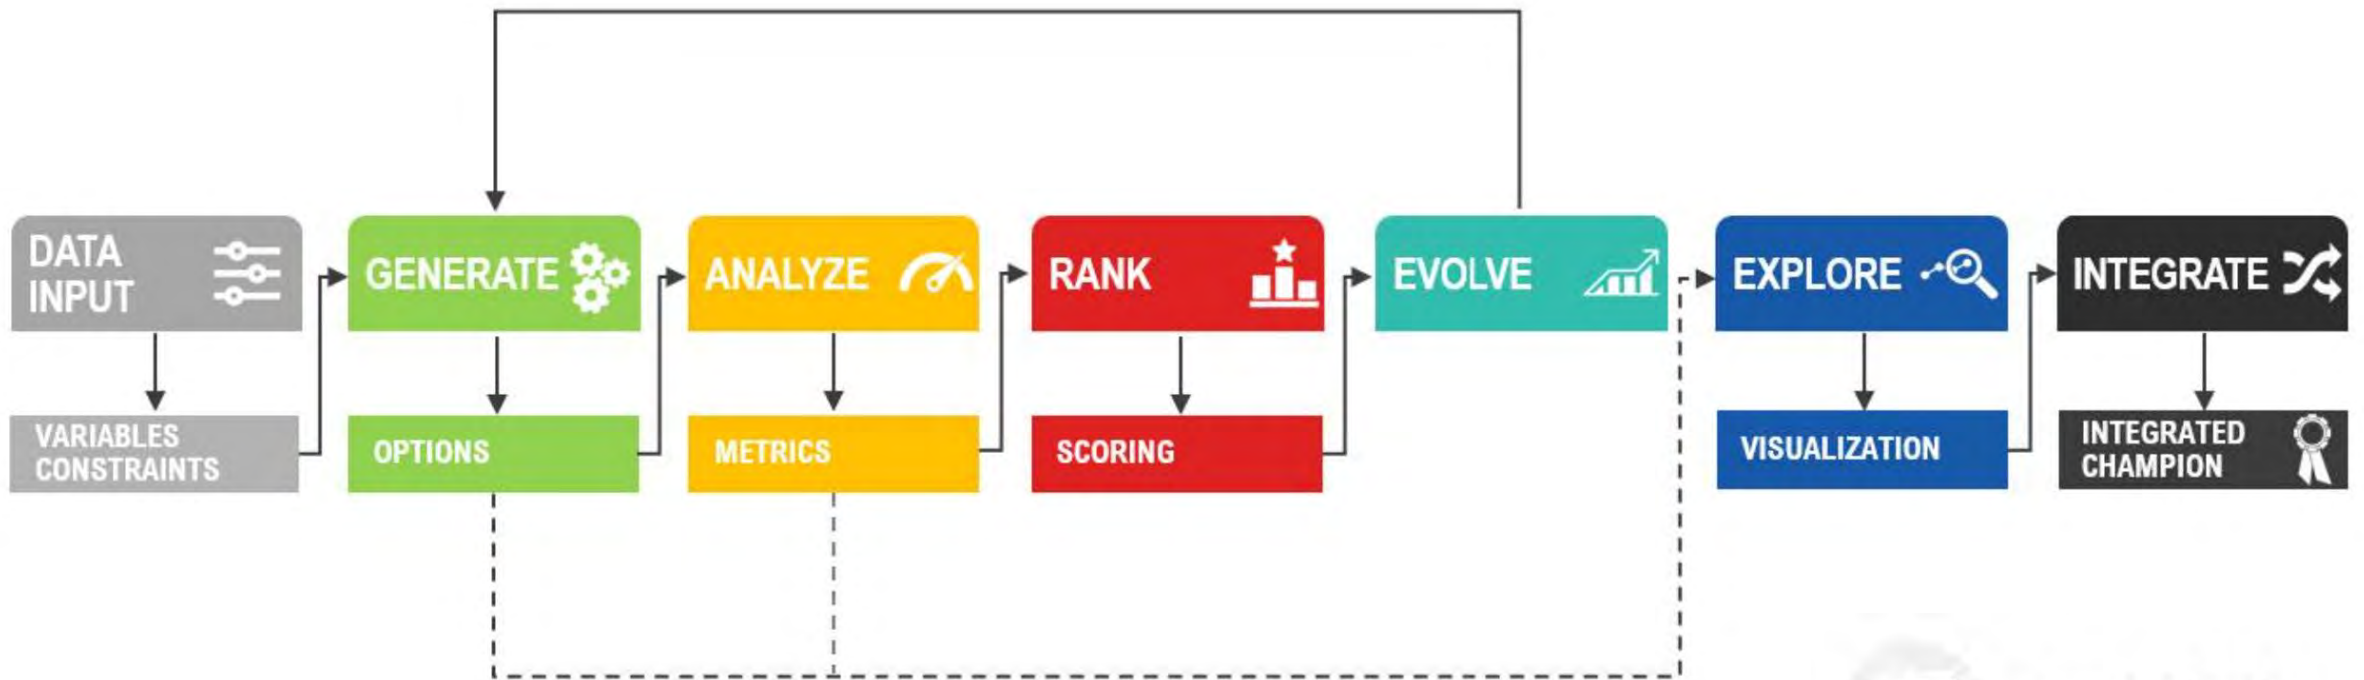 DATA
INPUT
GENERATE
ANALYZE
RANK
EVOLVE
EXPLORE
INTEGRATE
VARIABLES
CONSTRAINTS
OPTIONS
METRICS
SCORING
VISUALIZATION
INTEGRATED
CHAMPION